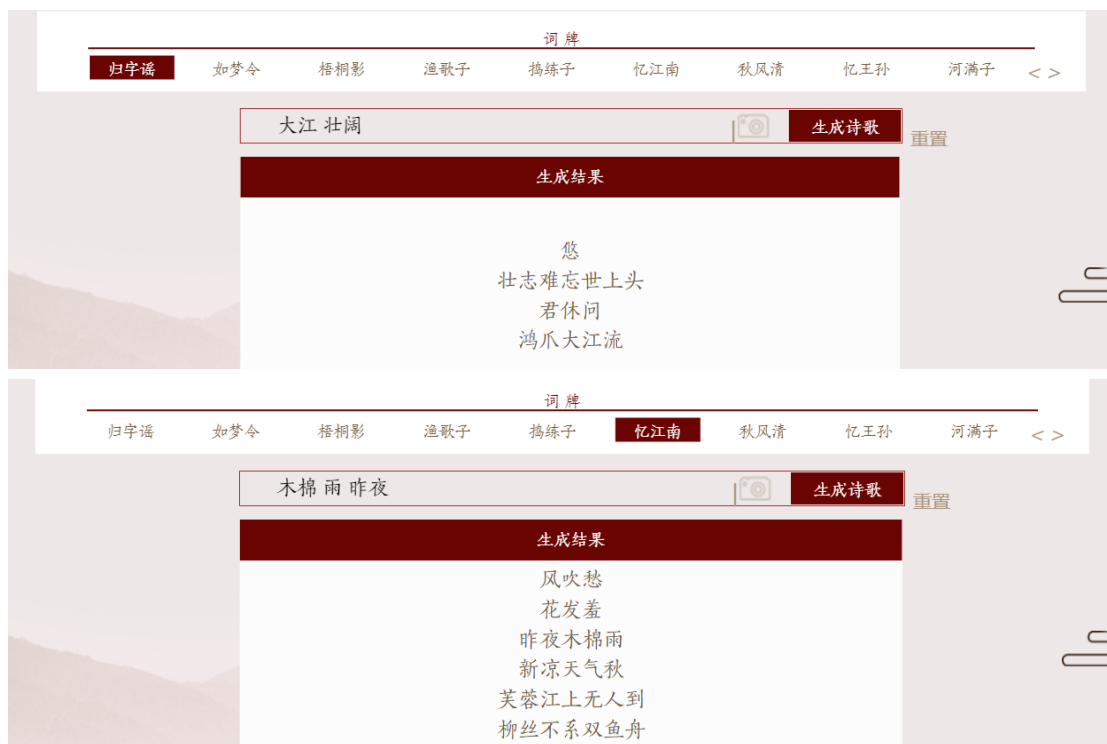 词牌
归字谣 如梦令 梧桐影 渔歌子 捣练子 忆江南 秋风清 忆王孙 河满子 < >
大江 壮阔 生成诗歌 重置
生成结果
悠
壮志难忘世上头
君休问
鸿爪大江流
词牌
归字谣 如梦令 梧桐影 渔歌子 捣练子 忆江南 秋风清 忆王孙 河满子 < >
木棉 雨 昨夜 生成诗歌 重置
生成结果
风吹愁
花发羞
昨夜木棉雨
新凉天气秋
芙蓉江上无人到
柳丝不系双鱼舟